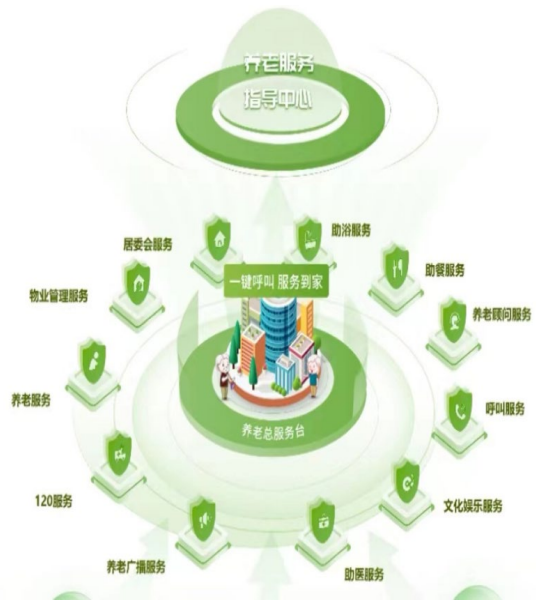 养老服务
指导中心
居委会服务
助浴服务
一键呼叫 服务到家
物业管理服务
助餐服务
养老顾问服务
养老服务
呼叫服务
养老总服务台
120服务
文化娱乐服务
养老广播服务
助医服务